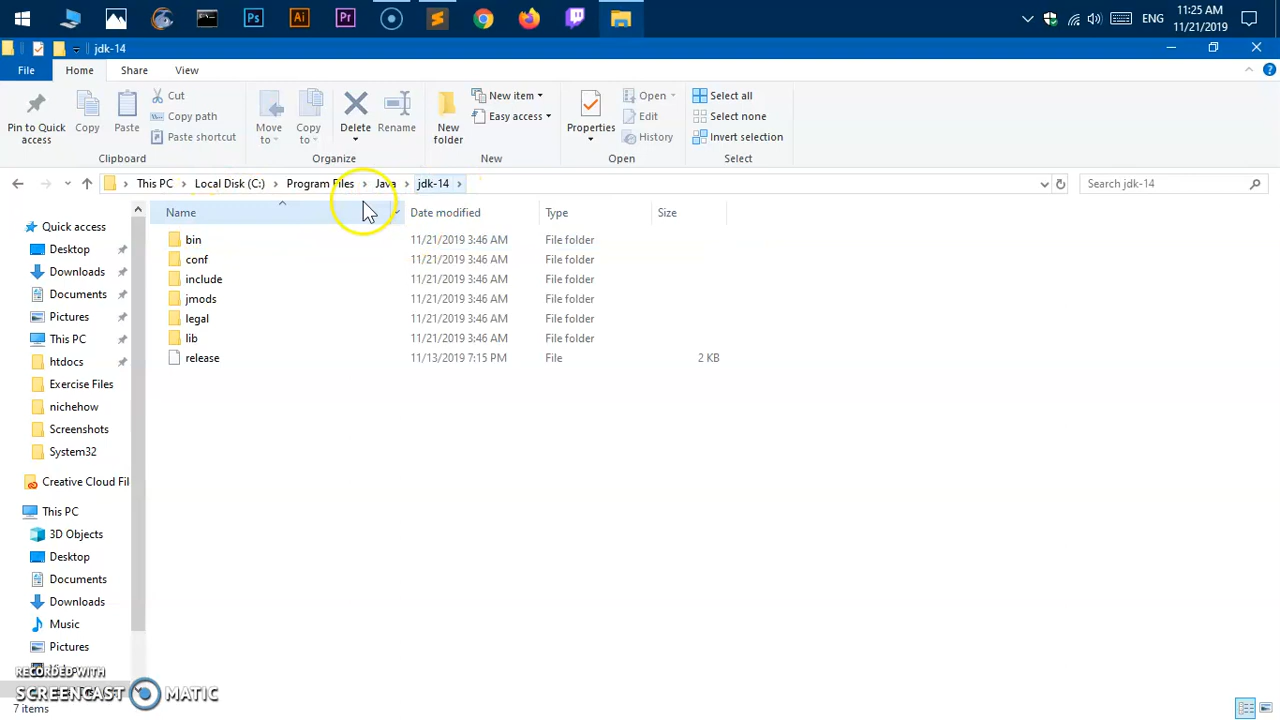 Ps
Ai
Pr
ENG
11:25 AM
11/21/2019
jdk-14
File
Home
Share
View
Pin to Quick access
Copy
Paste
Cut
Copy path
Paste shortcut
Clipboard
Move to
Copy to
Delete
Rename
Organize
New folder
New item
Easy access
New
Properties
Open
Edit
History
Open
Select all
Select none
Invert selection
Select
This PC > Local Disk (C:) > Program Files > Java > jdk-14 >
Search jdk-14
Name Date modified Type Size
bin 11/21/2019 3:46 AM File folder
conf 11/21/2019 3:46 AM File folder
include 11/21/2019 3:46 AM File folder
jmods 11/21/2019 3:46 AM File folder
legal 11/21/2019 3:46 AM File folder
lib 11/21/2019 3:46 AM File folder
release 11/13/2019 7:15 PM File 2 KB
Quick access
Desktop
Downloads
Documents
Pictures
This PC
htdocs
Exercise Files
nichehow
Screenshots
System32
Creative Cloud Fil
This PC
3D Objects
Desktop
Documents
Downloads
Music
Pictures
RECORDED WITH
SCREENCAST MATIC
7 items